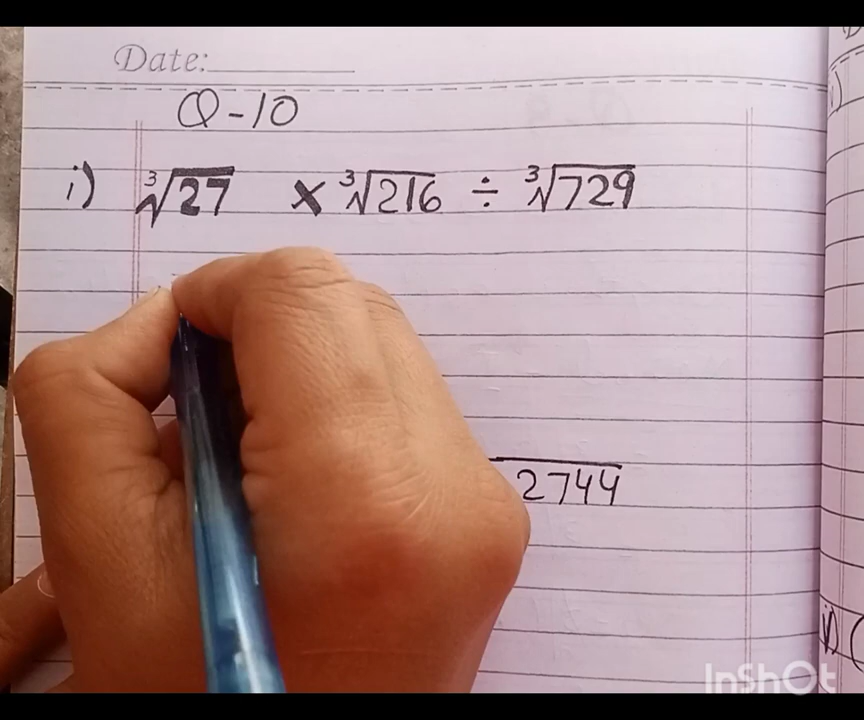 Date:
Q-10
i) ∛27 × ∛216 ÷ ∛729
2744
InShOt